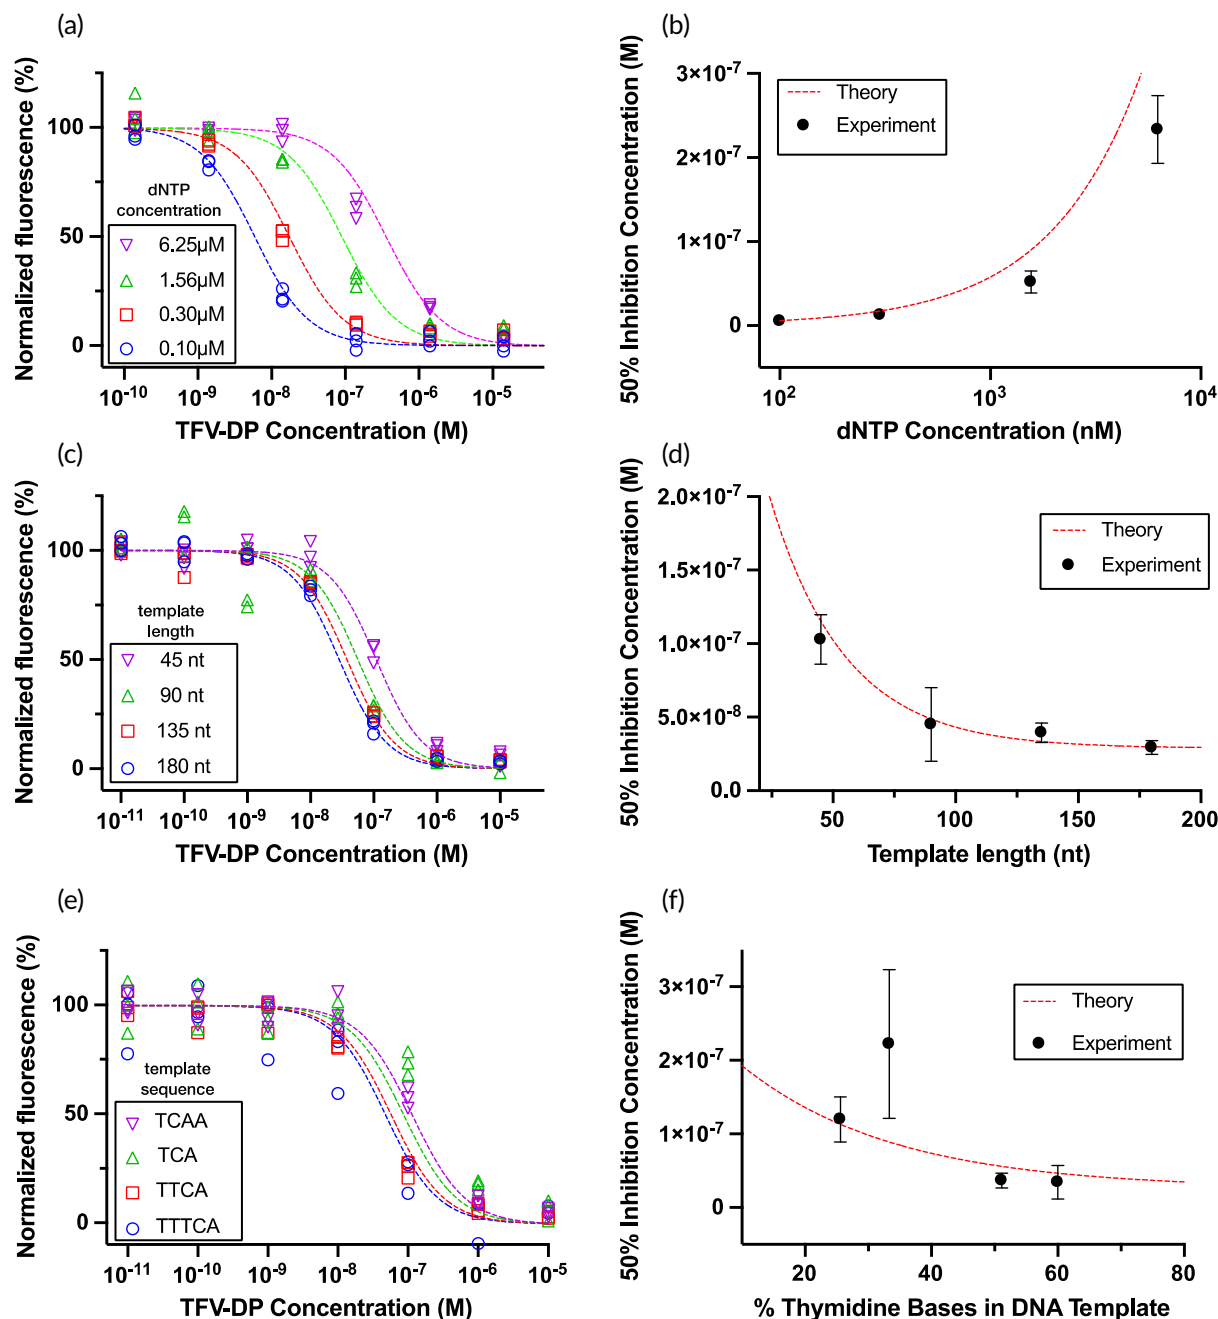 (a)
Normalized fluorescence (%)
100
50
0
dNTP
concentration
6.25µM
1.56µM
0.30µM
0.10µM
10-10
10-9
10-8
10-7
10-6
10-5
TFV-DP Concentration (M)
(b)
50% Inhibition Concentration (M)
3×10-7
2×10-7
1×10-7
0
Theory
Experiment
102
103
104
dNTP Concentration (nM)
(c)
Normalized fluorescence (%)
100
50
0
template
length
45 nt
90 nt
135 nt
180 nt
10-11
10-10
10-9
10-8
10-7
10-6
10-5
TFV-DP Concentration (M)
(d)
50% Inhibition Concentration (M)
2.0×10-7
1.5×10-7
1.0×10-7
5.0×10-8
0.0
Theory
Experiment
50
100
150
200
Template length (nt)
(e)
Normalized fluorescence (%)
100
50
0
template
sequence
TCAA
TCA
TTCA
TTTCA
10-11
10-10
10-9
10-8
10-7
10-6
10-5
TFV-DP Concentration (M)
(f)
50% Inhibition Concentration (M)
3×10-7
2×10-7
1×10-7
0
Theory
Experiment
20
40
60
80
% Thymidine Bases in DNA Template